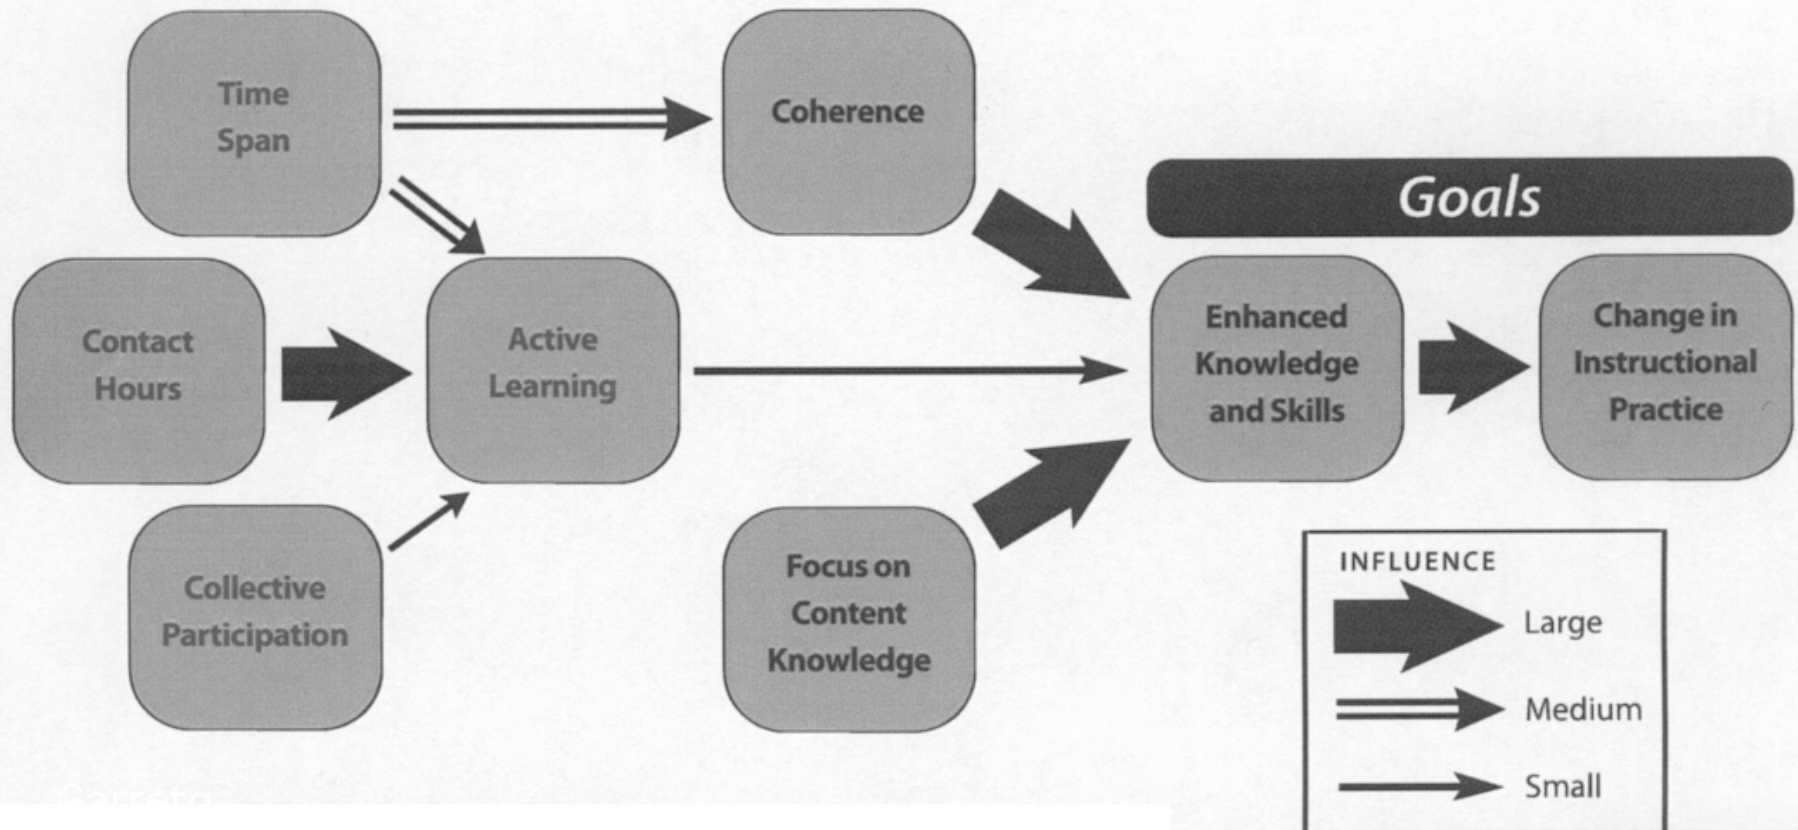 Time
Span
Coherence
Goals
Contact
Hours
Active
Learning
Enhanced
Knowledge
and Skills
Change in
Instructional
Practice
Collective
Participation
Focus on
Content
Knowledge
INFLUENCE
Large
Medium
Small